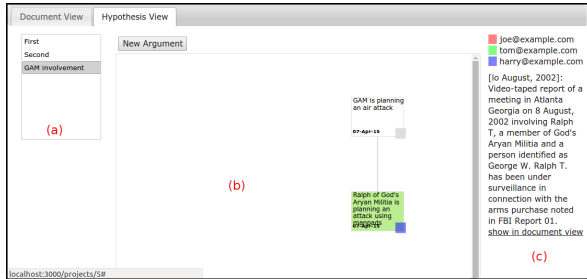 Document View
Hypothesis View
First
Second
GAM involvement
(a)
New Argument
GAM is planning
an air attack
07-Apr-15
(b)
Ralph of God's
Aryan Militia is
planning an
attack using
manpads
07-Apr-15
joe@example.com
tom@example.com
harry@example.com
[Io August, 2002]:
Video-taped report of a
meeting in Atlanta
Georgia on 8 August,
2002 involving Ralph
T, a member of God's
Aryan Militia and a
person identified as
George W. Ralph T.
has been under
surveillance in
connection with the
arms purchase noted
in FBI Report 01.
show in document view
(c)
localhost:3000/projects/5#